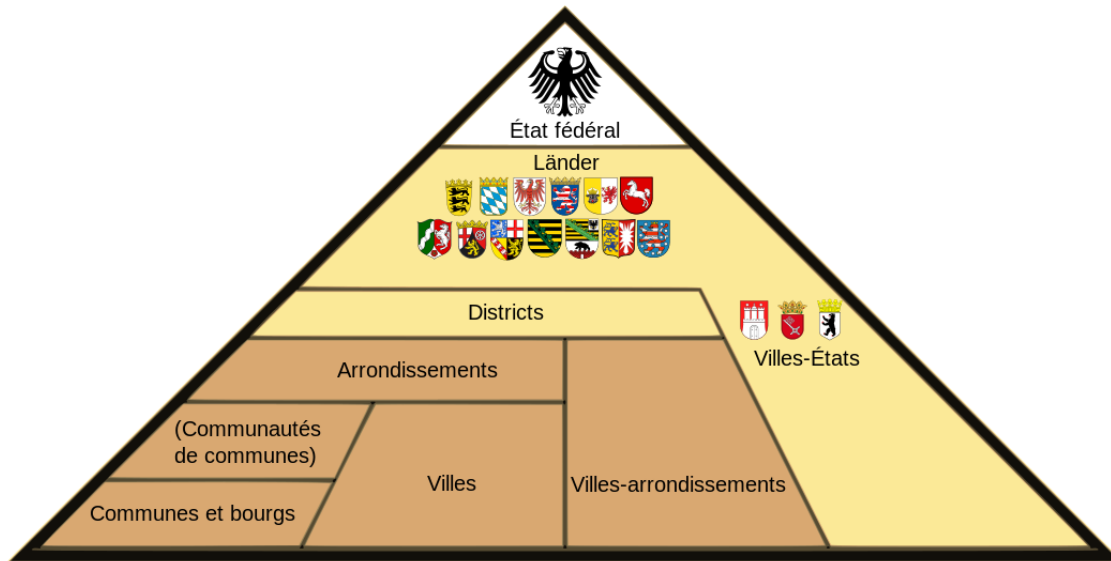 État fédéral
Länder
Districts
Villes-États
Arrondissements
(Communautés
de communes)
Villes
Villes-arrondissements
Communes et bourgs